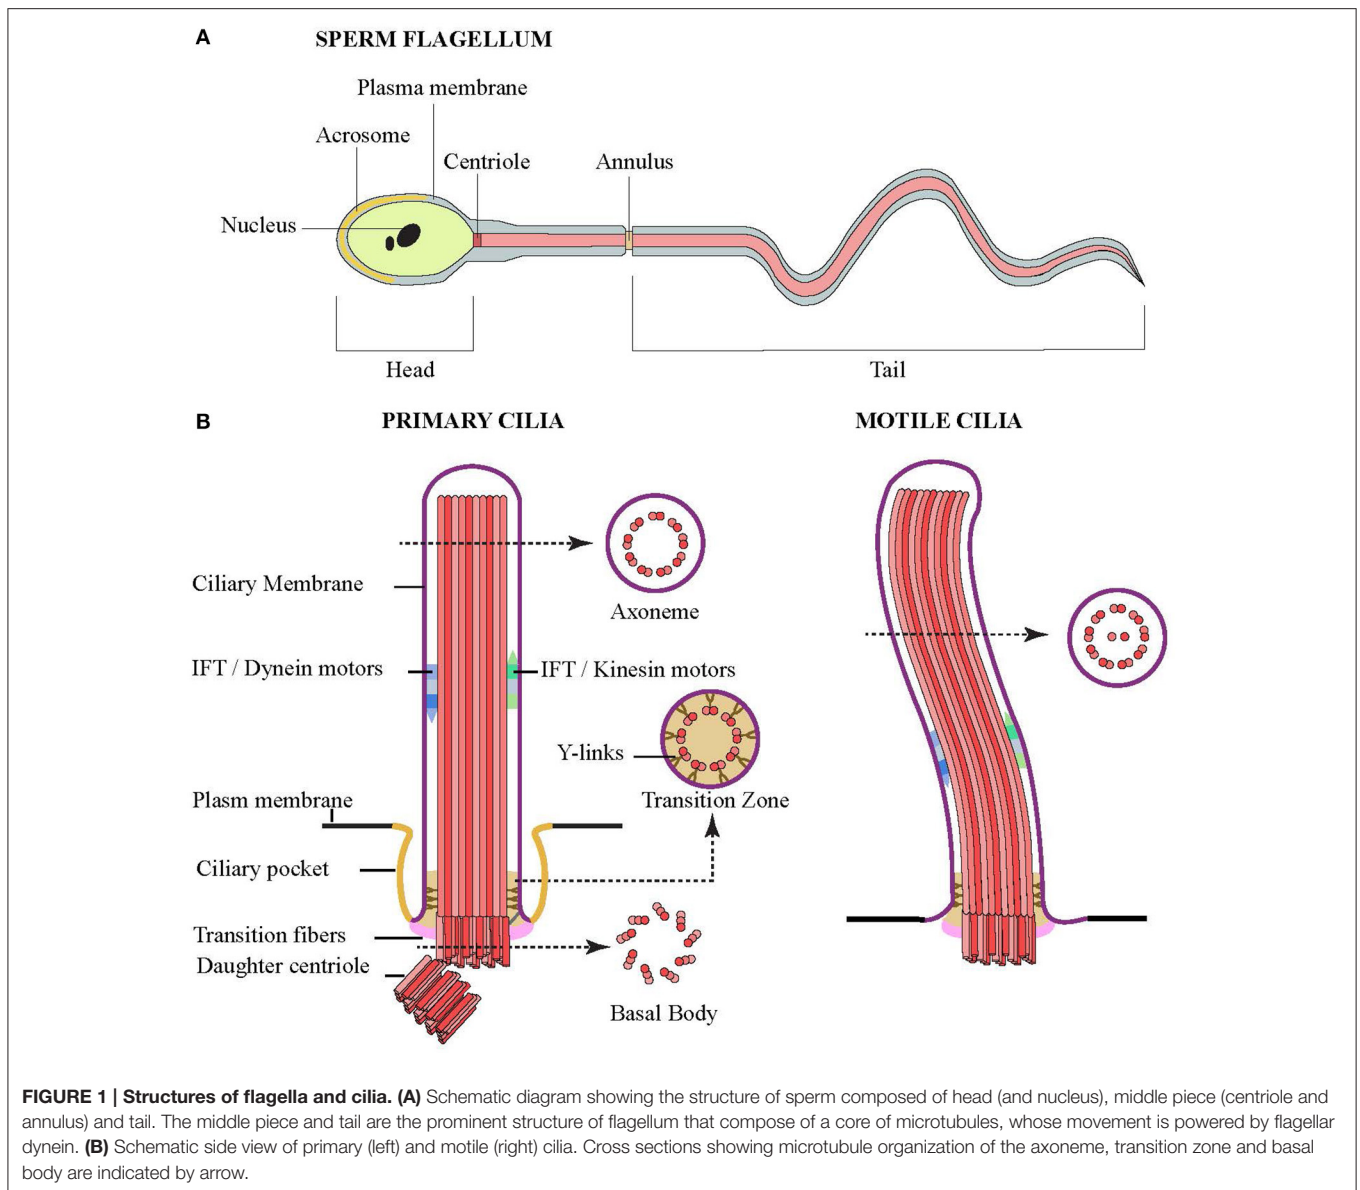 A SPERM FLAGELLUM
Plasma membrane
Acrosome
Centriole
Annulus
Nucleus
Head
Tail
B PRIMARY CILIA
MOTILE CILIA
Ciliary Membrane
Axoneme
IFT / Dynein motors
IFT / Kinesin motors
Y-links
Transition Zone
Plasm membrane
Ciliary pocket
Transition fibers
Daughter centriole
Basal Body
FIGURE 1 | Structures of flagella and cilia. (A) Schematic diagram showing the structure of sperm composed of head (and nucleus), middle piece (centriole and
annulus) and tail. The middle piece and tail are the prominent structure of flagellum that compose of a core of microtubules, whose movement is powered by flagellar
dynein. (B) Schematic side view of primary (left) and motile (right) cilia. Cross sections showing microtubule organization of the axoneme, transition zone and basal
body are indicated by arrow.